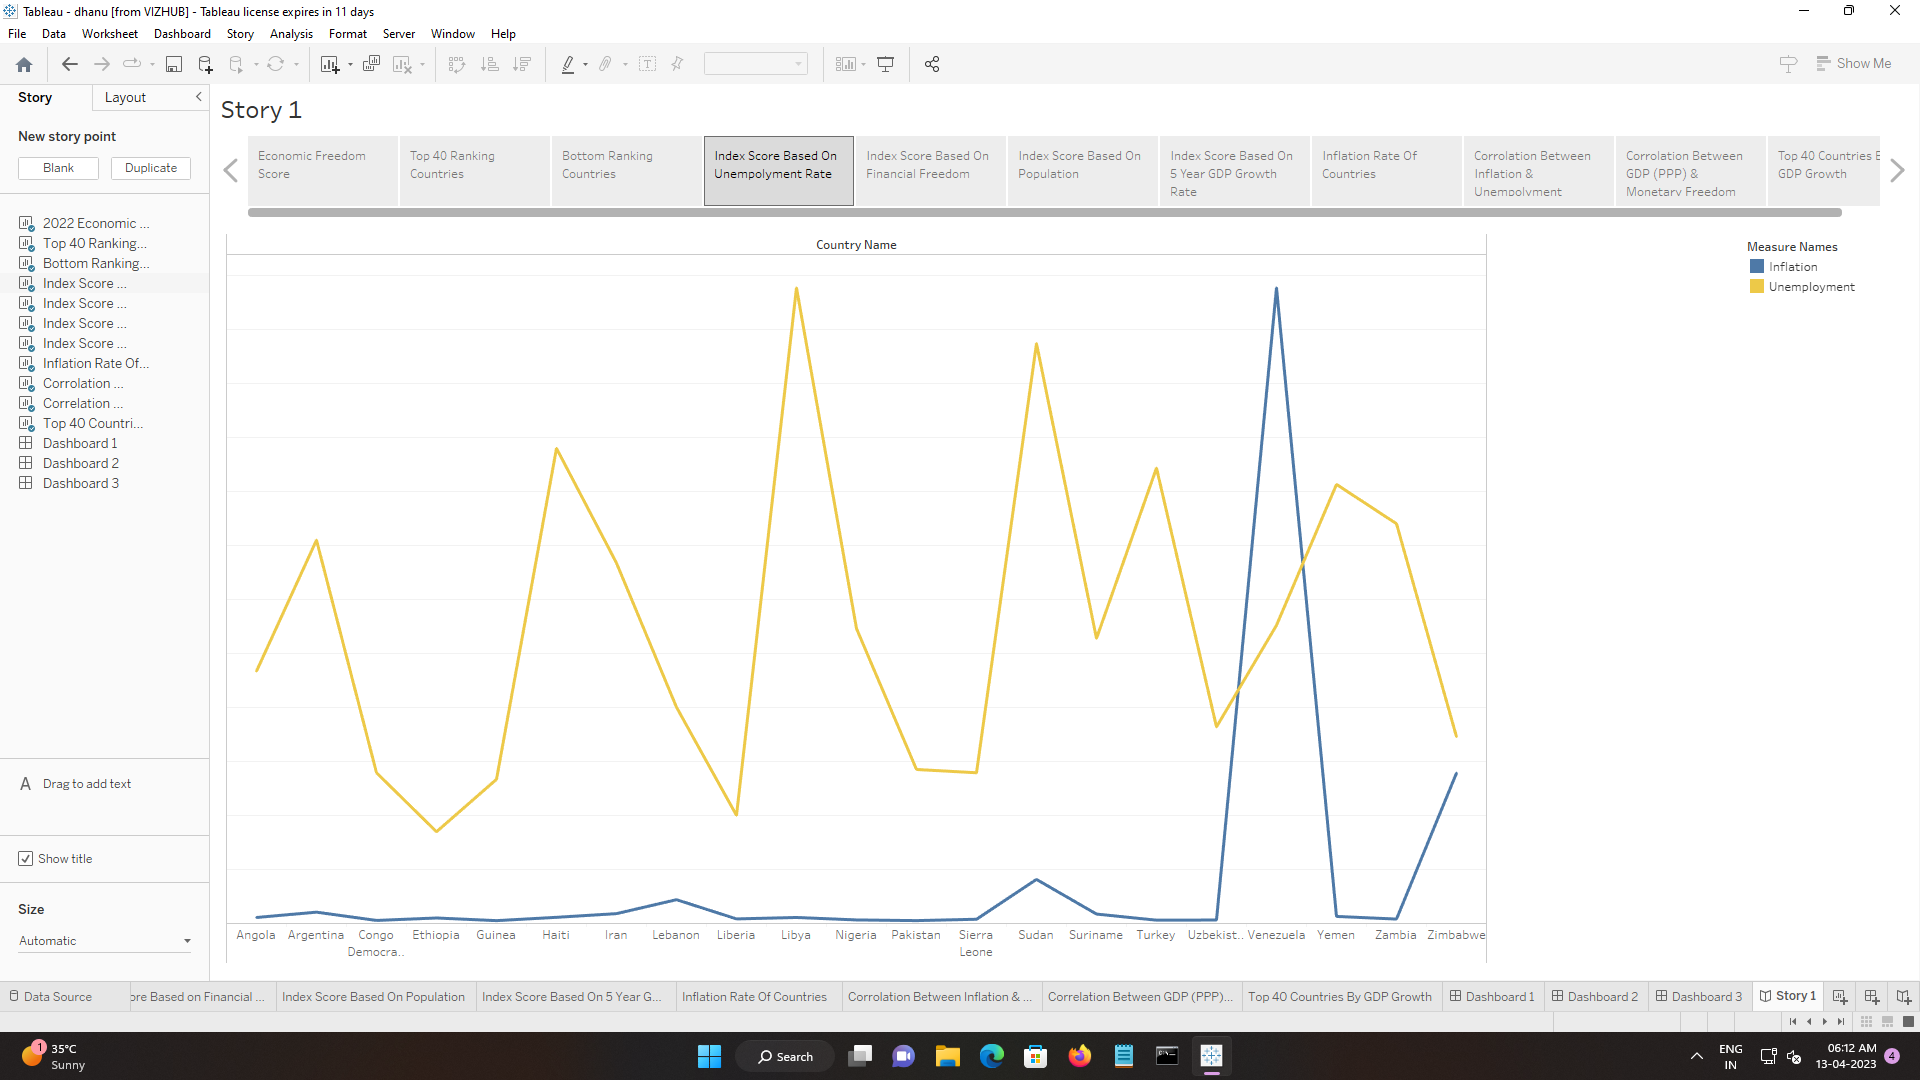 Tableau - dhanu [from VIZHUB] - Tableau license expires in 11 days
File Data Worksheet Dashboard Story Analysis Format Server Window Help
Show Me
Story Layout
New story point
Blank Duplicate
2022 Economic ...
Top 40 Ranking...
Bottom Ranking...
Index Score ...
Index Score ...
Index Score ...
Index Score ...
Inflation Rate Of...
Corrolation ...
Correlation ...
Top 40 Countri...
Dashboard 1
Dashboard 2
Dashboard 3
A Drag to add text
Show title
Size
Automatic
Story 1
Economic Freedom
Score
Top 40 Ranking
Countries
Bottom Ranking
Countries
Index Score Based On
Unempolyment Rate
Index Score Based On
Financial Freedom
Index Score Based On
Population
Index Score Based On
5 Year GDP Growth
Rate
Inflation Rate Of
Countries
Corrolation Between
Inflation &
Unempolvment
Corrolation Between
GDP (PPP) &
Monetary Freedom
Top 40 Countries E
GDP Growth
Country Name
Measure Names
Inflation
Unemployment
Angola Argentina Congo Ethiopia Guinea Haiti Iran Lebanon Liberia Libya Nigeria Pakistan Sierra Sudan Suriname Turkey Uzbekist.. Venezuela Yemen Zambia Zimbabwe
Democra.. Leone
Data Source ore Based on Financial ... Index Score Based On Population Index Score Based On 5 Year G... Inflation Rate Of Countries Corrolation Between Inflation & ... Correlation Between GDP (PPP)... Top 40 Countries By GDP Growth Dashboard 1 Dashboard 2 Dashboard 3 Story 1
1 35°C
Sunny
Search
ENG
IN
06:12 AM
13-04-2023
4